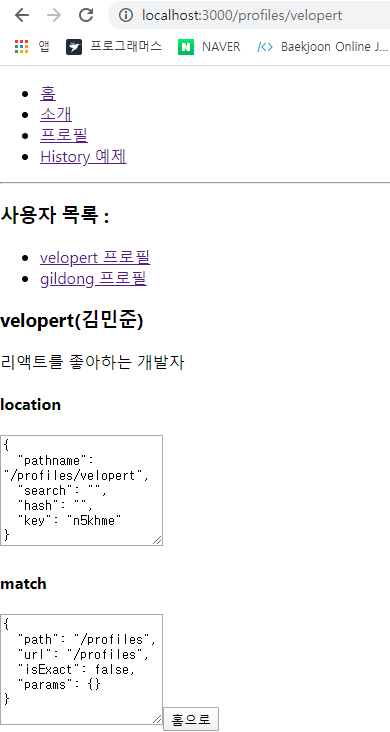 localhost:3000/profiles/velopert
앱 프로그래머스 NAVER Baekjoon Online J...
홈
소개
프로필
History 예제
사용자 목록 :
velopert 프로필
gildong 프로필
velopert(김민준)
리액트를 좋아하는 개발자
location
{
"pathname":
"/profiles/velopert",
"search": "",
"hash": "",
"key": "n5khme"
}
match
{
"path": "/profiles",
"url": "/profiles",
"isExact": false,
"params": {}
}
홈으로